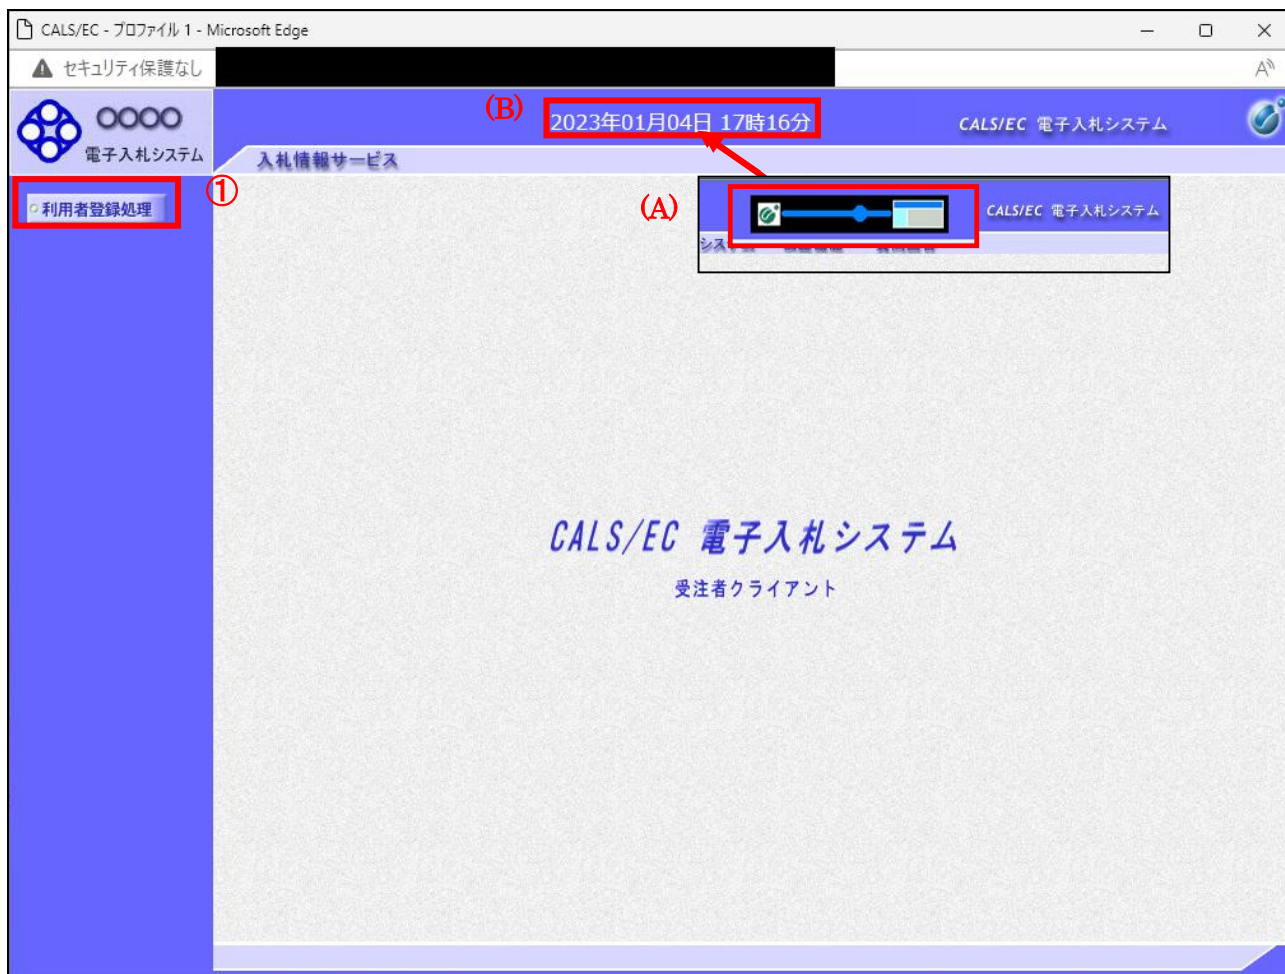 CALS/EC - プロファイル 1 - Microsoft Edge
セキュリティ保護なし
〇〇〇〇
電子入札システム
(B)
2023年01月04日 17時16分
CALS/EC 電子入札システム
入札情報サービス
利用者登録処理
①
(A)
CALS/EC 電子入札システム
CALS/EC 電子入札システム
受注者クライアント